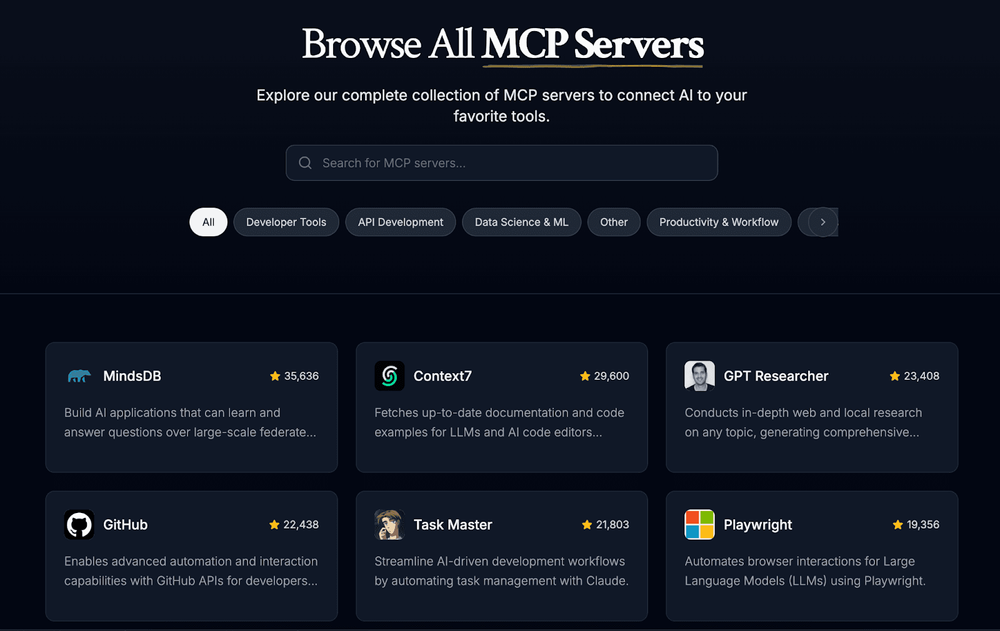 Browse All MCP Servers
Explore our complete collection of MCP servers to connect AI to your
favorite tools.
Search for MCP servers...
All
Developer Tools
API Development
Data Science & ML
Other
Productivity & Workflow
MindsDB
35,636
Build AI applications that can learn and
answer questions over large-scale federate...
Context7
29,600
Fetches up-to-date documentation and code
examples for LLMs and AI code editors...
GPT Researcher
23,408
Conducts in-depth web and local research
on any topic, generating comprehensive...
GitHub
22,438
Enables advanced automation and interaction
capabilities with GitHub APIs for developers...
Task Master
21,803
Streamline AI-driven development workflows
by automating task management with Claude.
Playwright
19,356
Automates browser interactions for Large
Language Models (LLMs) using Playwright.